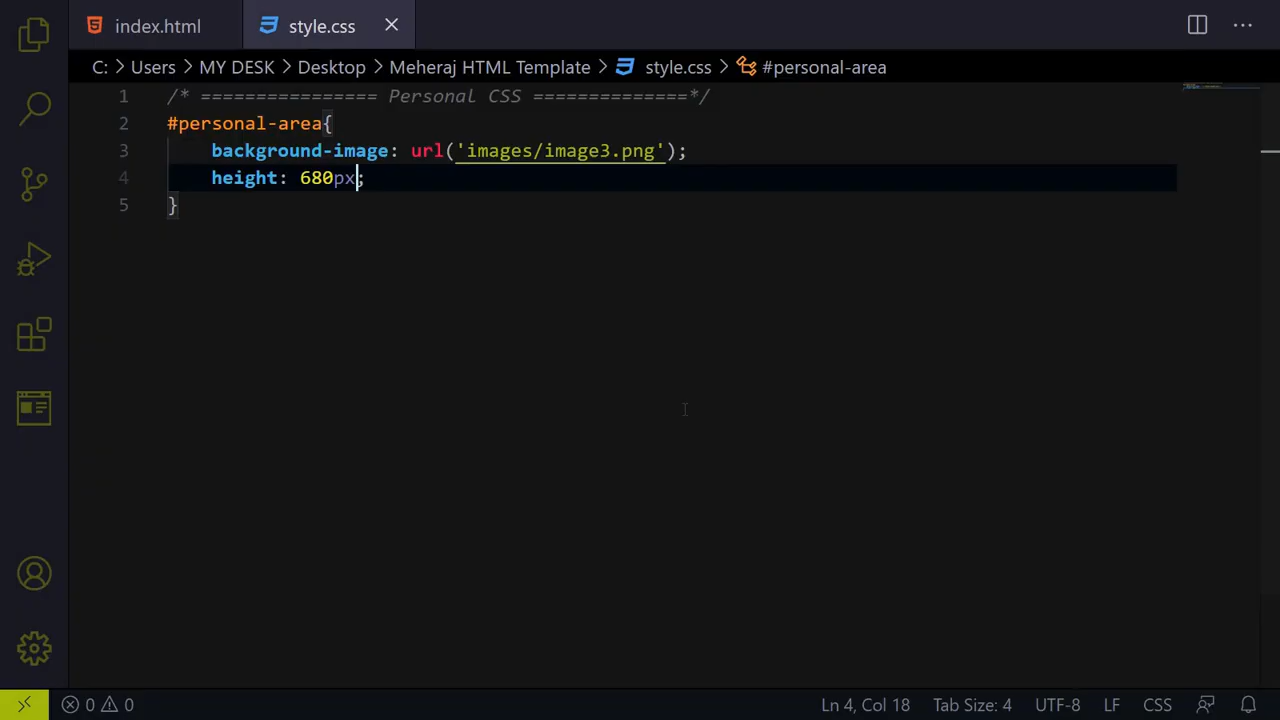 index.html style.css
C: > Users > MY DESK > Desktop > Meheraj HTML Template > style.css > #personal-area
1 /* ================ Personal CSS ==============*/
2 #personal-area{
3 background-image: url('images/image3.png');
4 height: 680px;
5 }
0 0 Ln 4, Col 18 Tab Size: 4 UTF-8 LF CSS